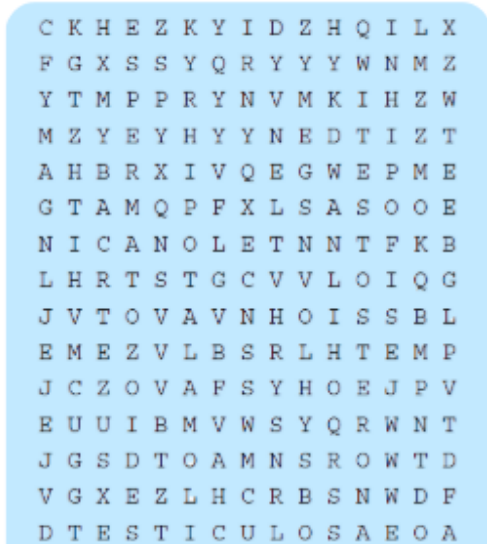 C K H E Z K Y I D Z H Q I L X
F G X S S Y Q R Y Y Y W N M Z
Y T M P P R Y N V M K I H Z W
M Z Y E Y H Y Y N E D T I Z T
A H B R X I V Q E G W E P M E
G T A M Q P F X L S A S O O E
N I C A N O L E T N N T F K B
L H R T S T G C V V L O I Q G
J V T O V A V N H O I S S B L
E M E Z V L B S R L H T E M P
J C Z O V A F S Y H O E J P V
E U U I B M V W S Y Q R W N T
J G S D T O A M N S R O W T D
V G X E Z L H C R B S N W D F
D T E S T I C U L O S A E O A